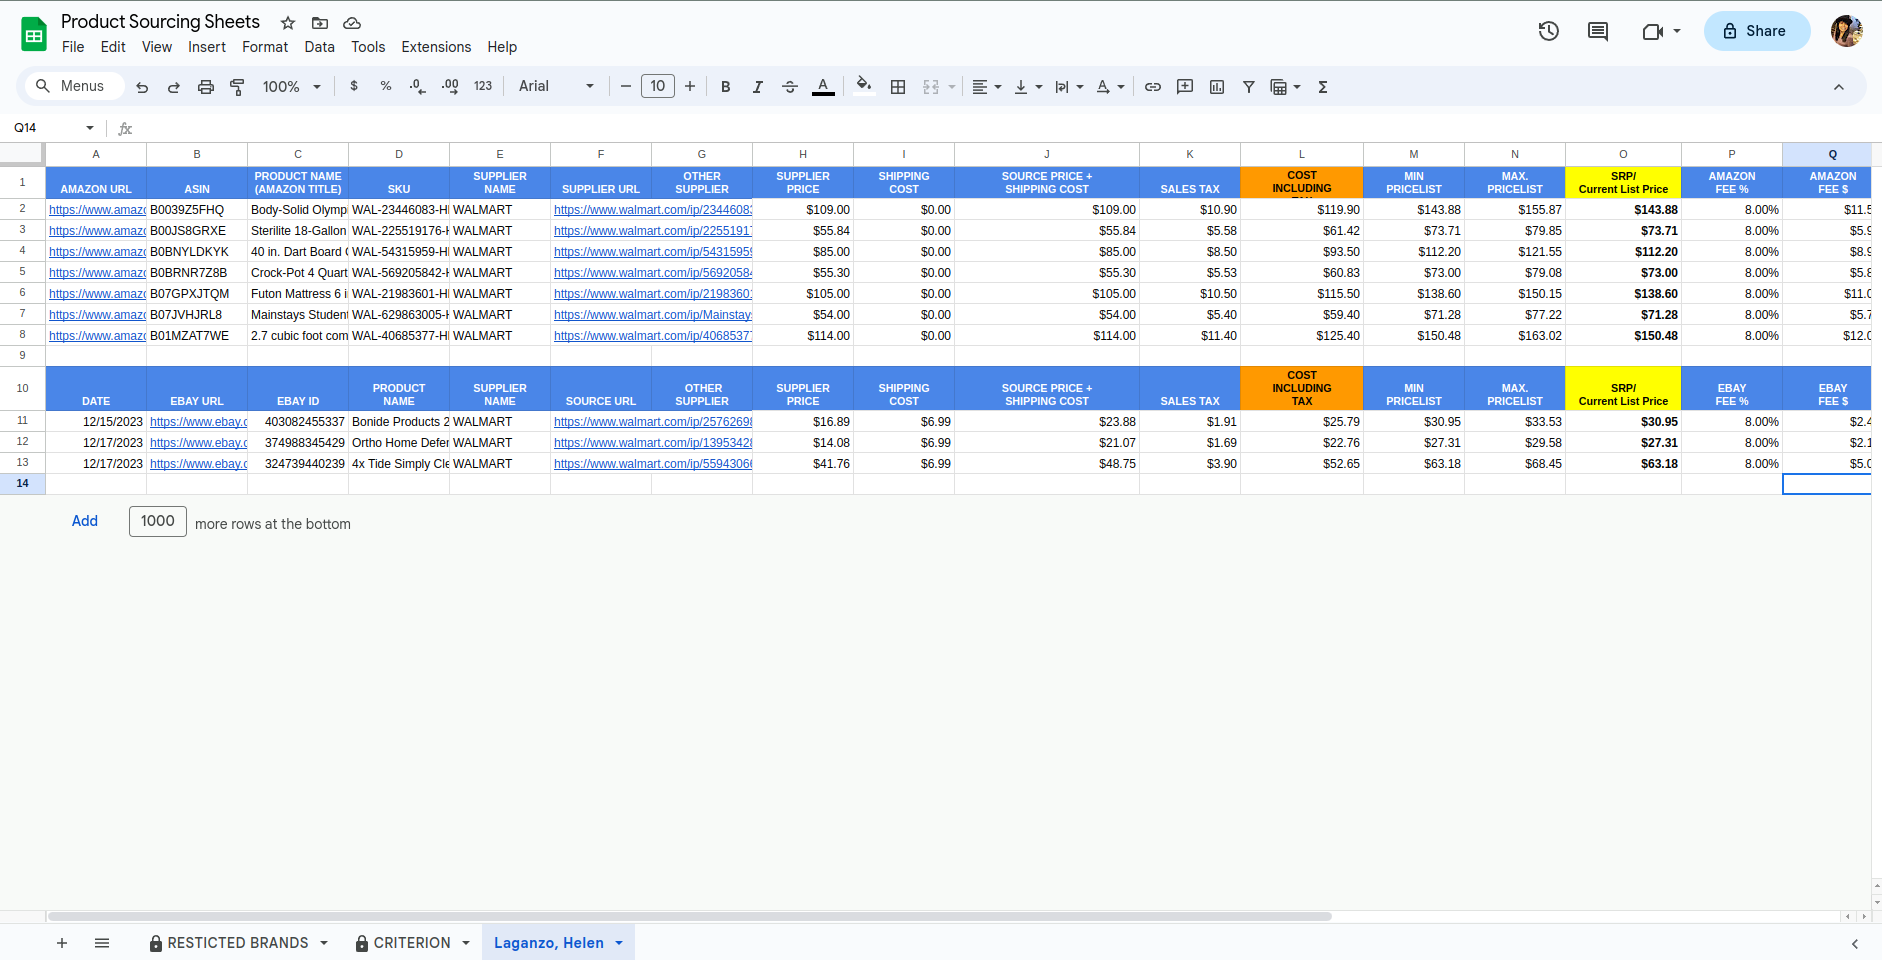 Product Sourcing Sheets
File Edit View Insert Format Data Tools Extensions Help
Share
Menus 100% $ % .0 .00 123 Arial 10 B I A Σ
Q14 fx
A B C D E F G H I J K L M N O P Q
1 AMAZON URL ASIN PRODUCT NAME (AMAZON TITLE) SKU SUPPLIER NAME SUPPLIER URL OTHER SUPPLIER SUPPLIER PRICE SHIPPING COST SOURCE PRICE + SHIPPING COST SALES TAX COST INCLUDING MIN PRICELIST MAX. PRICELIST SRP/ Current List Price AMAZON FEE % AMAZON FEE $
2 https://www.amaz B0039Z5FHQ Body-Solid Olymp WAL-23446083-H WALMART https://www.walmart.com/ip/23446083 $109.00 $0.00 $109.00 $10.90 $119.90 $143.88 $155.87 $143.88 8.00% $11.5
3 https://www.amaz B00JS8GRXE Sterilite 18-Gallon WAL-225519176- WALMART https://www.walmart.com/ip/2255191 $55.84 $0.00 $55.84 $5.58 $61.42 $73.71 $79.85 $73.71 8.00% $5.9
4 https://www.amaz B0BNYLDKYK 40 in. Dart Board WAL-54315959-H WALMART https://www.walmart.com/ip/54315959 $85.00 $0.00 $85.00 $8.50 $93.50 $112.20 $121.55 $112.20 8.00% $8.9
5 https://www.amaz B0BRNR7Z8B Crock-Pot 4 Quart WAL-569205842- WALMART https://www.walmart.com/ip/5692058 $55.30 $0.00 $55.30 $5.53 $60.83 $73.00 $79.08 $73.00 8.00% $5.8
6 https://www.amaz B07GPXJTQM Futon Mattress 6 i WAL-21983601-H WALMART https://www.walmart.com/ip/2198360 $105.00 $0.00 $105.00 $10.50 $115.50 $138.60 $150.15 $138.60 8.00% $11.0
7 https://www.amaz B07JVHJRL8 Mainstays Student WAL-629863005- WALMART https://www.walmart.com/ip/Mainstay $54.00 $0.00 $54.00 $5.40 $59.40 $71.28 $77.22 $71.28 8.00% $5.7
8 https://www.amaz B01MZAT7WE 2.7 cubic foot com WAL-40685377-H WALMART https://www.walmart.com/ip/4068537 $114.00 $0.00 $114.00 $11.40 $125.40 $150.48 $163.02 $150.48 8.00% $12.0
9
10 DATE EBAY URL EBAY ID PRODUCT NAME SUPPLIER NAME SOURCE URL OTHER SUPPLIER SUPPLIER PRICE SHIPPING COST SOURCE PRICE + SHIPPING COST SALES TAX COST INCLUDING TAX MIN PRICELIST MAX. PRICELIST SRP/ Current List Price EBAY FEE % EBAY FEE $
11 12/15/2023 https://www.ebay.c 403082455337 Bonide Products 2 WALMART https://www.walmart.com/ip/2576269 $16.89 $6.99 $23.88 $1.91 $25.79 $30.95 $33.53 $30.95 8.00% $2.4
12 12/17/2023 https://www.ebay.c 374988345429 Ortho Home Defen WALMART https://www.walmart.com/ip/13953428 $14.08 $6.99 $21.07 $1.69 $22.76 $27.31 $29.58 $27.31 8.00% $2.1
13 12/17/2023 https://www.ebay.c 324739440239 4x Tide Simply Cle WALMART https://www.walmart.com/ip/5594306 $41.76 $6.99 $48.75 $3.90 $52.65 $63.18 $68.45 $63.18 8.00% $5.0
14
Add 1000 more rows at the bottom
RESTICTED BRANDS CRITERION Laganzo, Helen